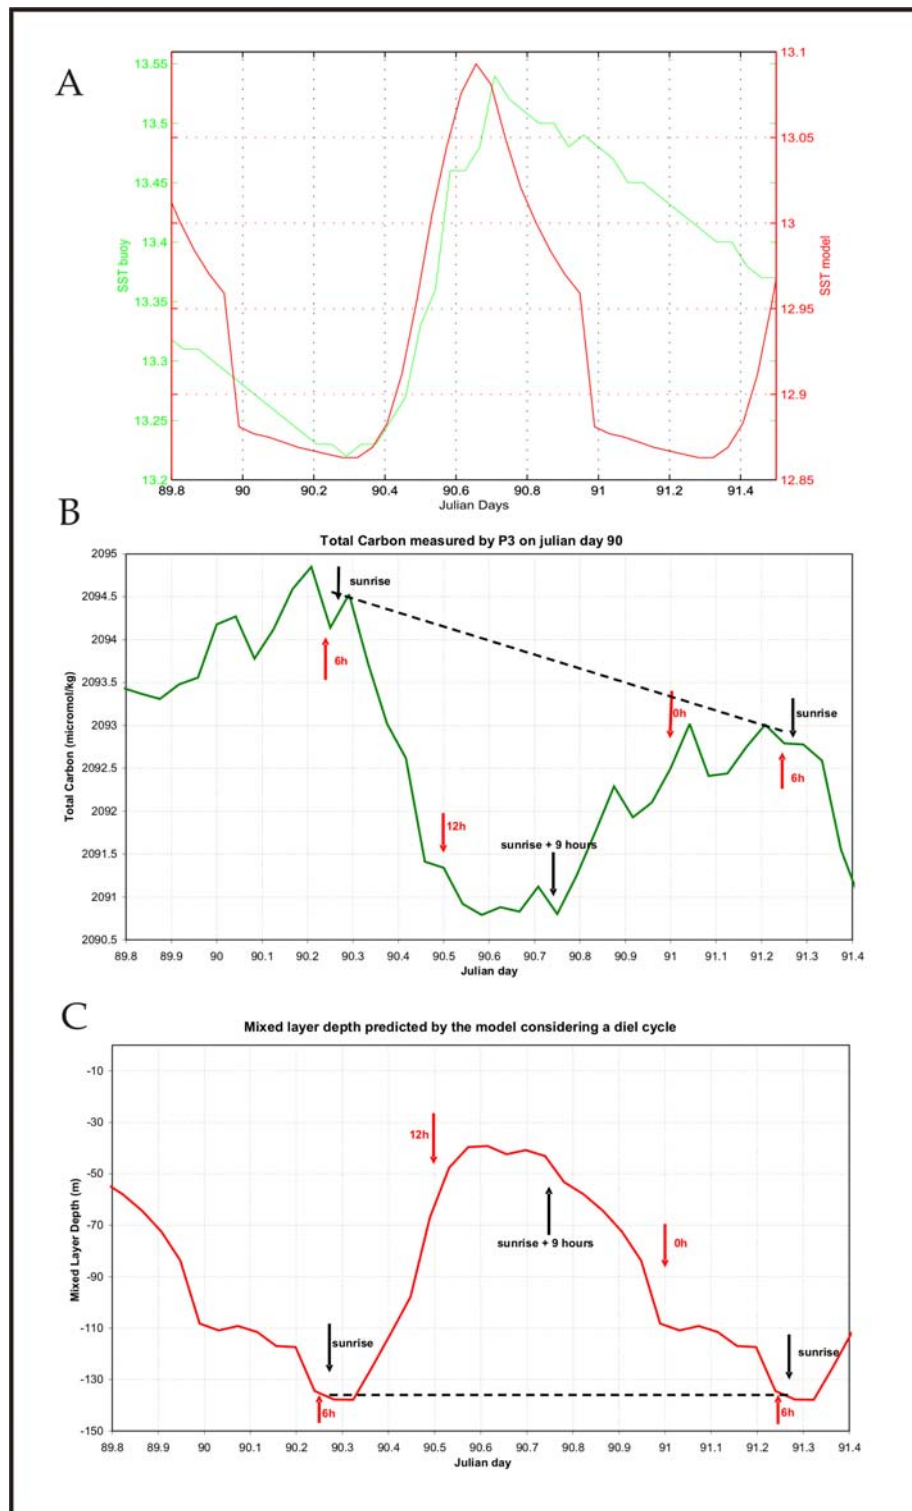 A
13.55
13.5
13.45
13.4
13.35
13.3
13.25
13.2
SST buoy
13.1
13.05
13
12.95
12.9
12.85
SST model
89.8 90 90.2 90.4 90.6 90.8 91 91.2 91.4
Julian Days
B
Total Carbon measured by P3 on julian day 90
2095
2094.5
2094
2093.5
2093
2092.5
2092
2091.5
2091
2090.5
Total Carbon (micromol/kg)
sunrise
6h
12h
sunrise + 9 hours
0h
sunrise
6h
89.8 89.9 90 90.1 90.2 90.3 90.4 90.5 90.6 90.7 90.8 90.9 91 91.1 91.2 91.3 91.4
Julian day
C
Mixed layer depth predicted by the model considering a diel cycle
-10
-30
-50
-70
-90
-110
-130
-150
Mixed Layer Depth (m)
12h
sunrise + 9 hours
0h
sunrise
sunrise
6h
6h
89.8 89.9 90 90.1 90.2 90.3 90.4 90.5 90.6 90.7 90.8 90.9 91 91.1 91.2 91.3 91.4
Julian day